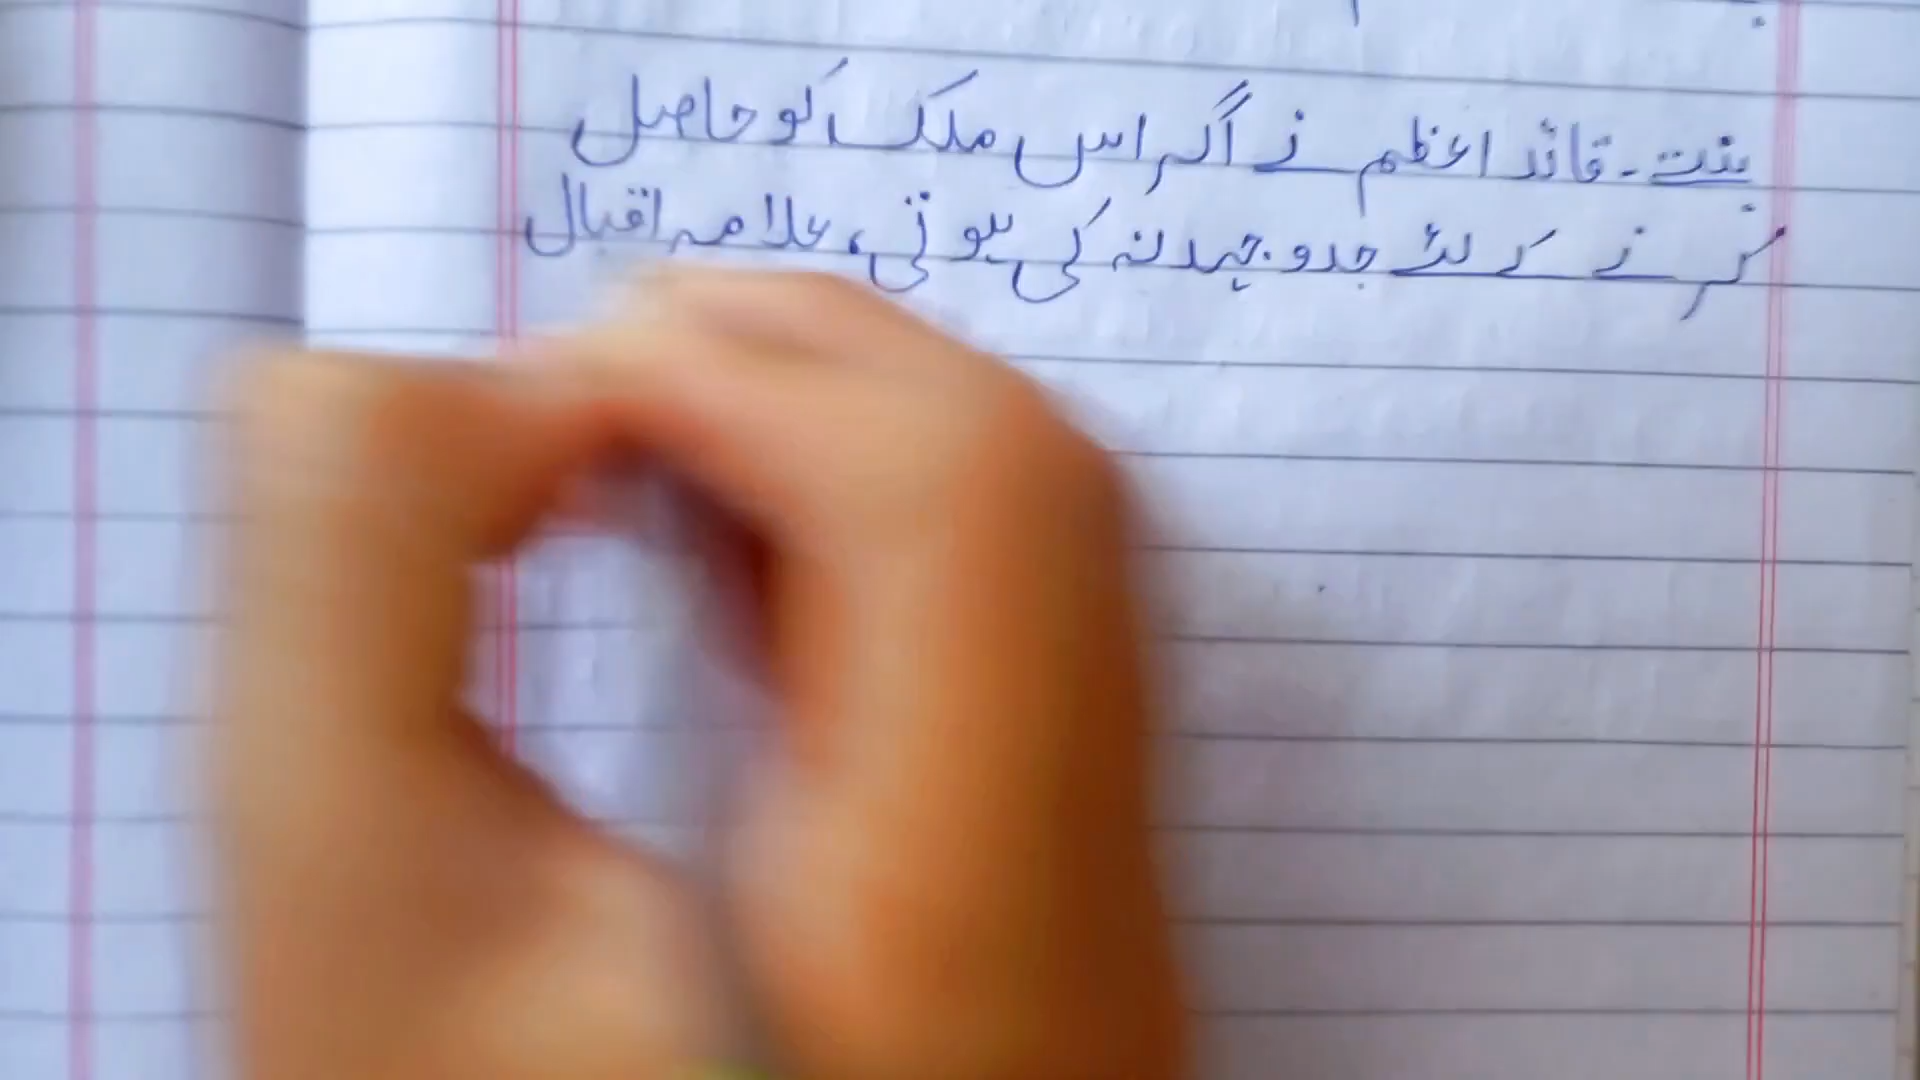 بنت۔ قائد اعظم نے اگر اس ملک کو حاصل
کرنے کے لئے جدوجہد نہ کی ہوتی، علامہ اقبال